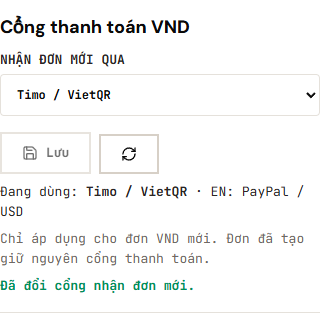 Cổng thanh toán VND
NHẬN ĐƠN MỚI QUA
Timo / VietQR
Lưu
Đang dùng: Timo / VietQR · EN: PayPal /
USD
Chỉ áp dụng cho đơn VND mới. Đơn đã tạo
giữ nguyên cổng thanh toán.
Đã đổi cổng nhận đơn mới.